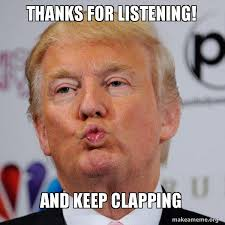 THANKS FOR LISTENING!
AND KEEP CLAPPING
makeameme.org